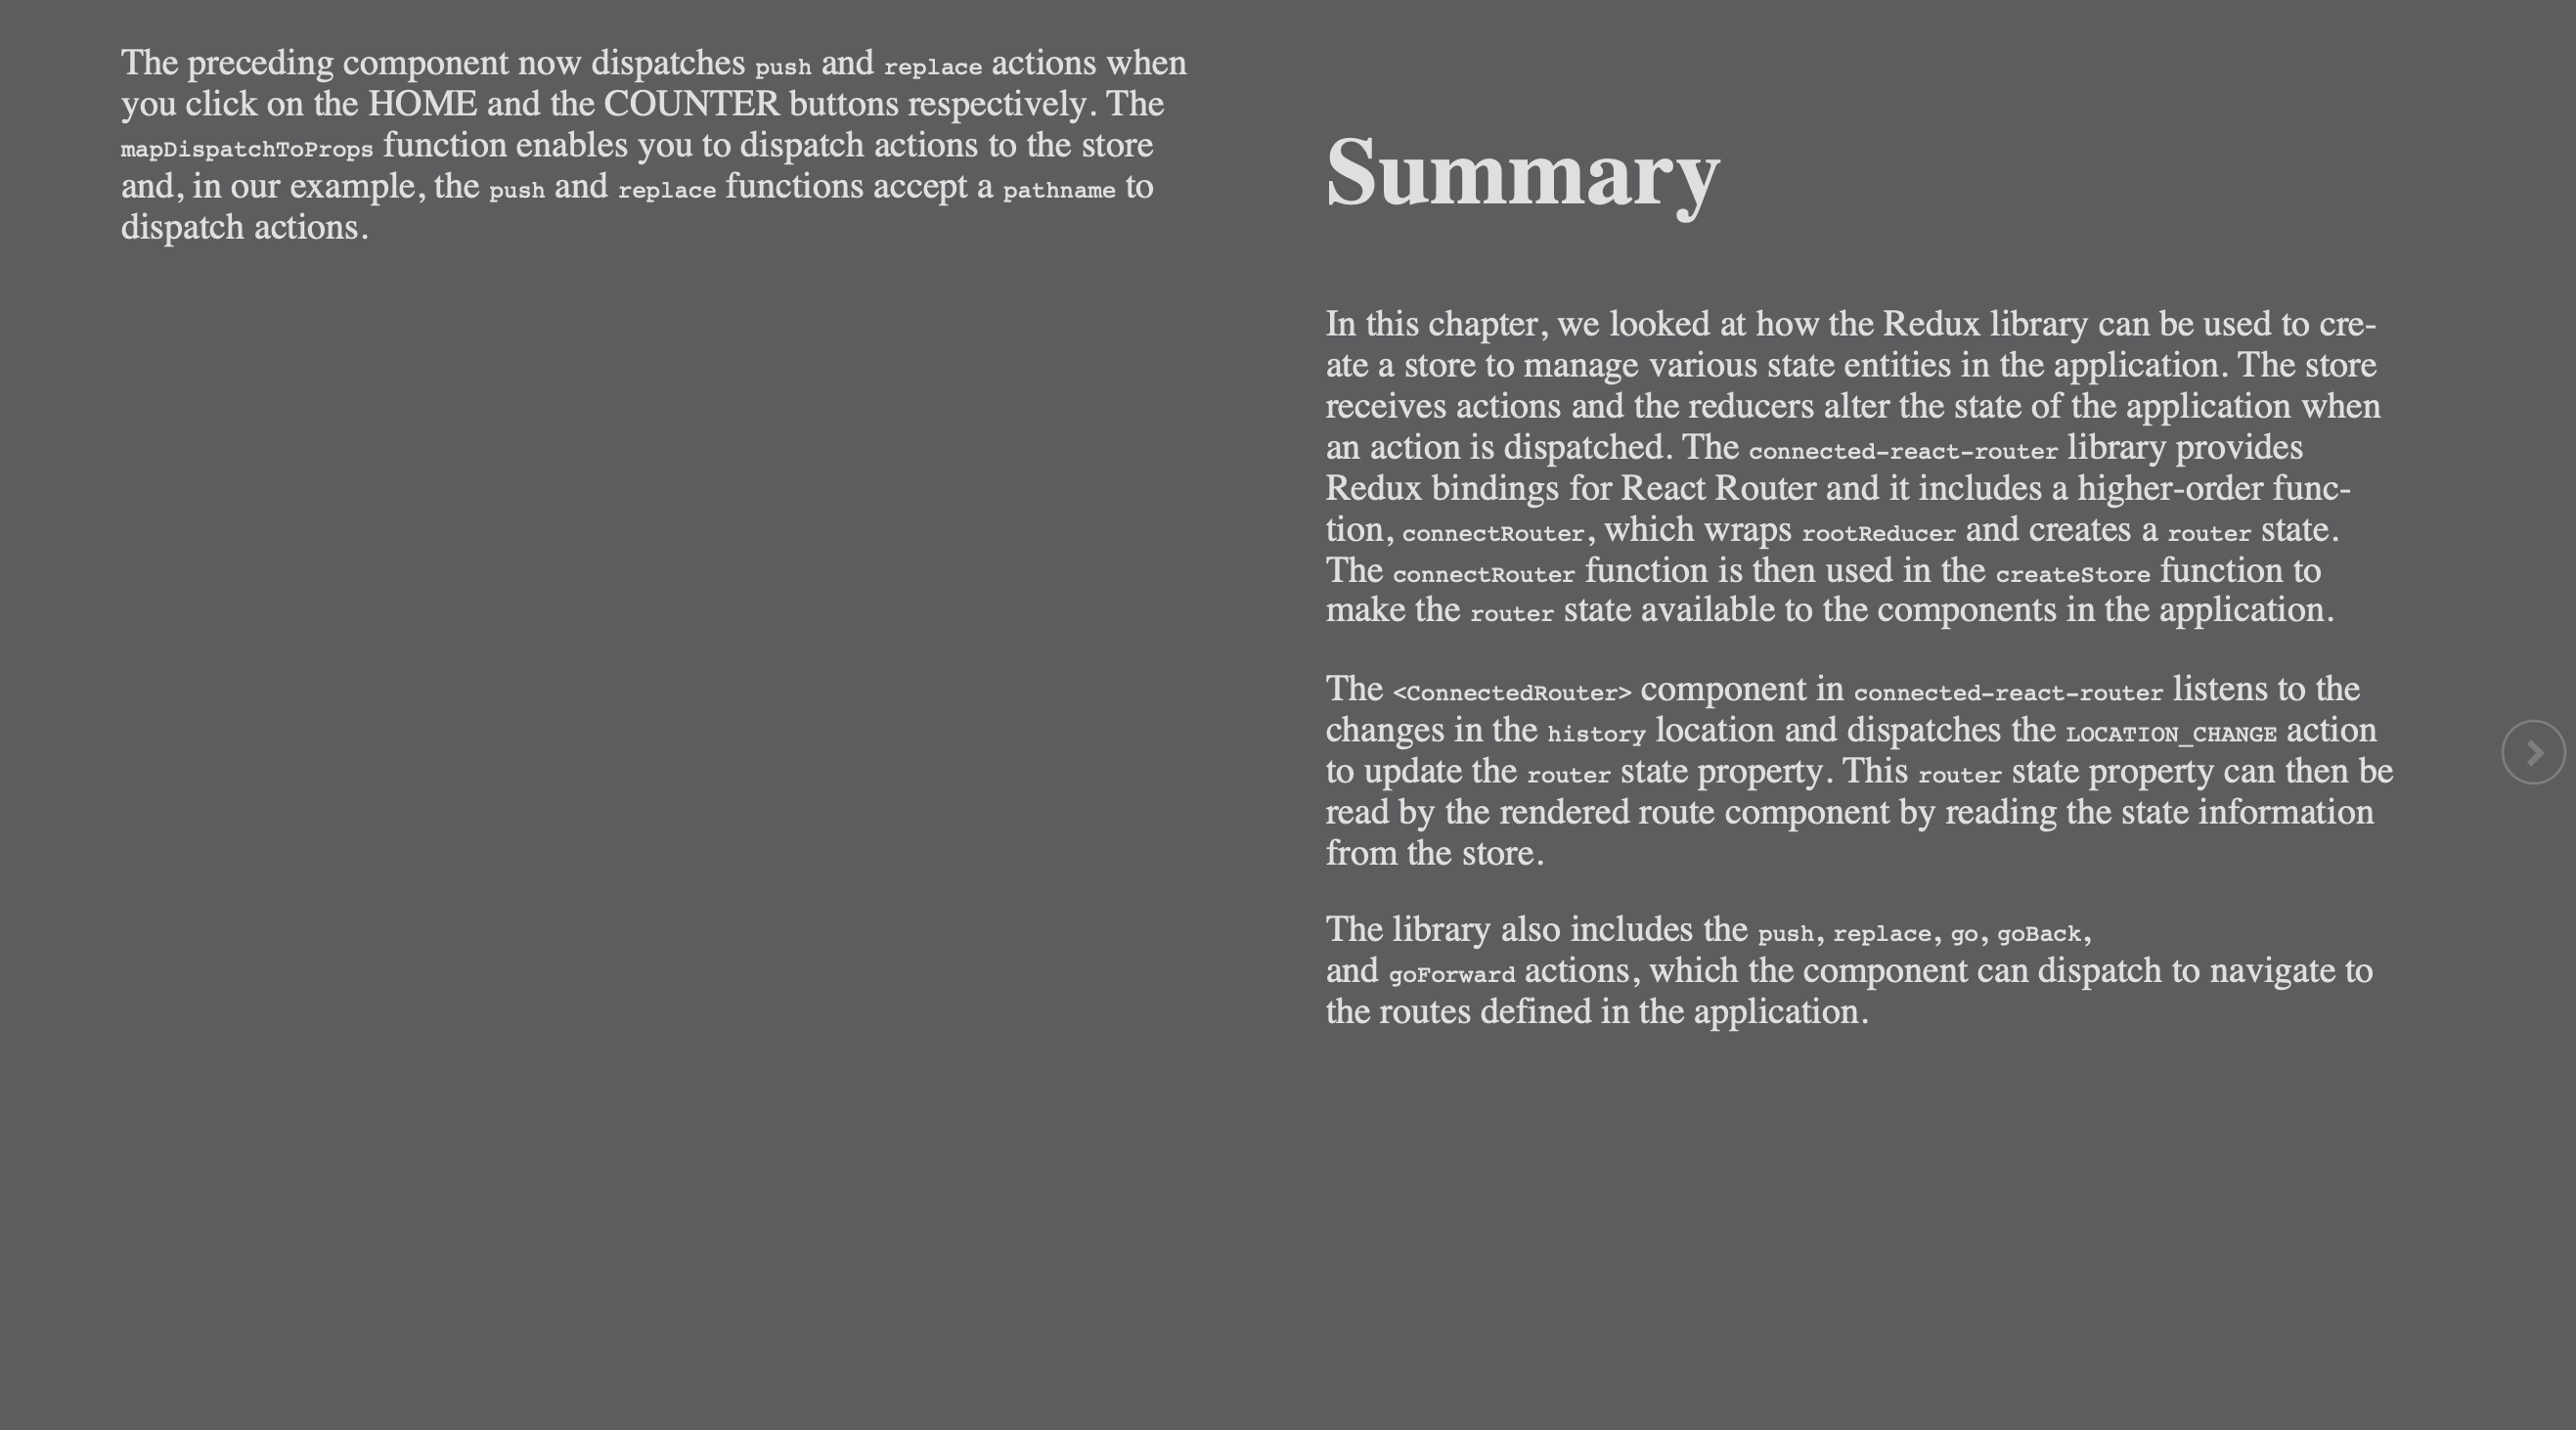 The preceding component now dispatches push and replace actions when
you click on the HOME and the COUNTER buttons respectively. The
mapDispatchToProps function enables you to dispatch actions to the store
and, in our example, the push and replace functions accept a pathname to
dispatch actions.
Summary
In this chapter, we looked at how the Redux library can be used to cre-
ate a store to manage various state entities in the application. The store
receives actions and the reducers alter the state of the application when
an action is dispatched. The connected-react-router library provides
Redux bindings for React Router and it includes a higher-order func-
tion, connectRouter, which wraps rootReducer and creates a router state.
The connectRouter function is then used in the createStore function to
make the router state available to the components in the application.
The <ConnectedRouter> component in connected-react-router listens to the
changes in the history location and dispatches the LOCATION_CHANGE action
to update the router state property. This router state property can then be
read by the rendered route component by reading the state information
from the store.
The library also includes the push, replace, go, goBack,
and goForward actions, which the component can dispatch to navigate to
the routes defined in the application.